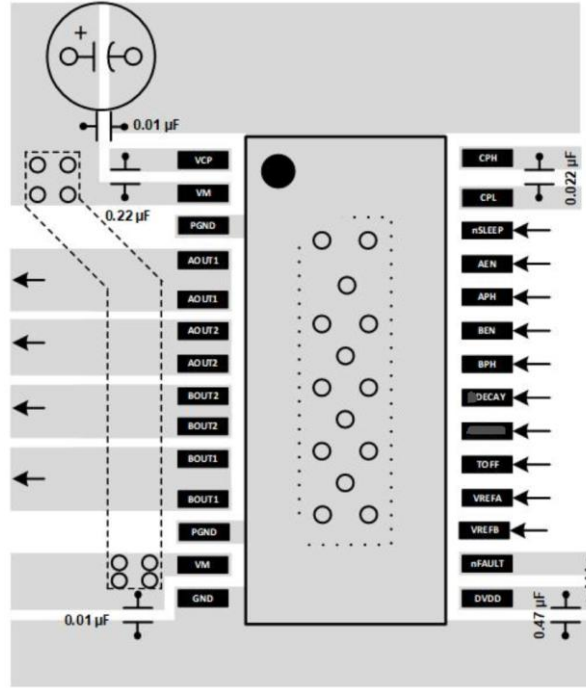 +
0.01 µF
VCP
VM
0.22 µF
PGND
AOUT1
AOUT1
AOUT2
AOUT2
BOUT2
BOUT2
BOUT1
BOUT1
PGND
VM
GND
0.01 µF
CPH
CPL
0.022 µF
nSLEEP
AEN
APH
BEN
BPH
DECAY
TOFF
VREFA
VREFB
nFAULT
DVDD
0.47 µF